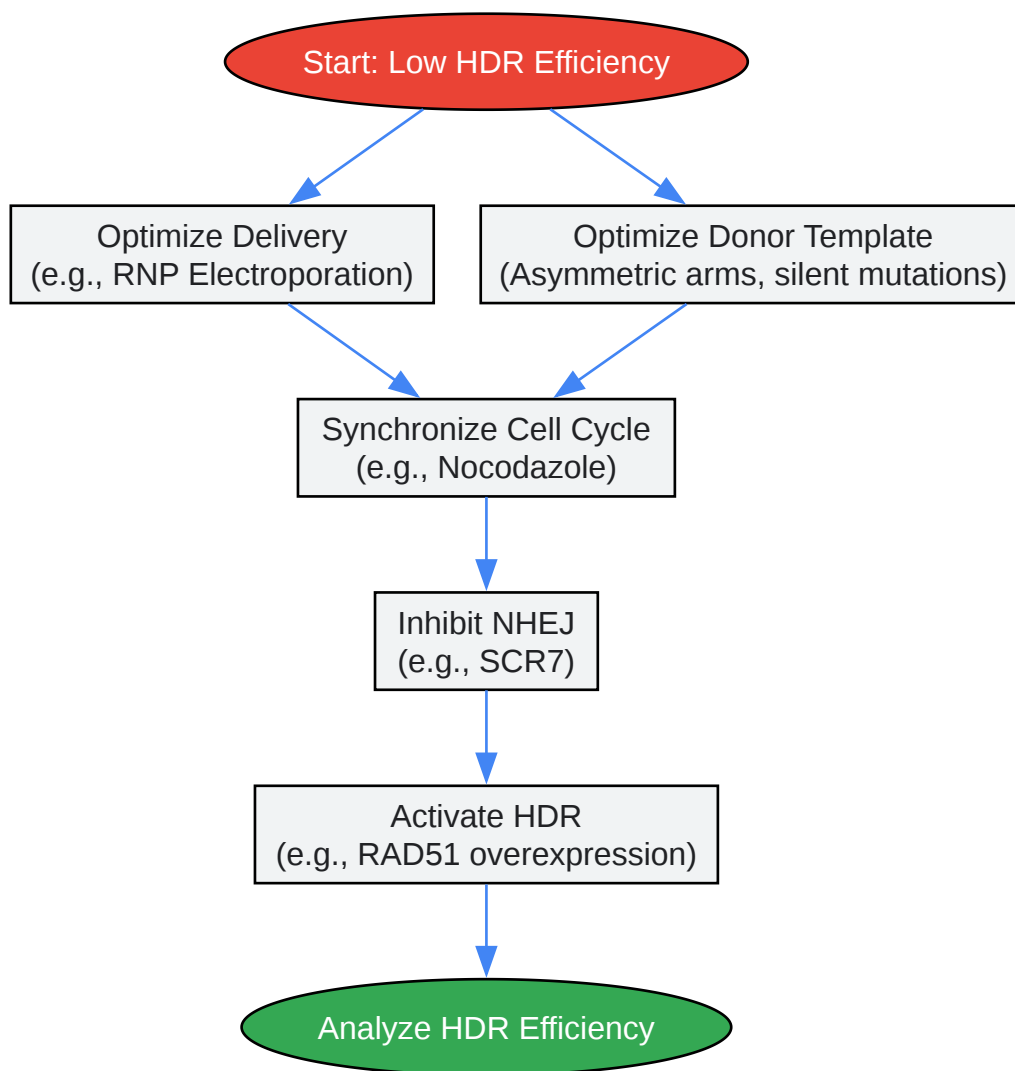 Start: Low HDR Efficiency
Optimize Delivery
(e.g., RNP Electroporation)
Optimize Donor Template
(Asymmetric arms, silent mutations)
Synchronize Cell Cycle
(e.g., Nocodazole)
Inhibit NHEJ
(e.g., SCR7)
Activate HDR
(e.g., RAD51 overexpression)
Analyze HDR Efficiency